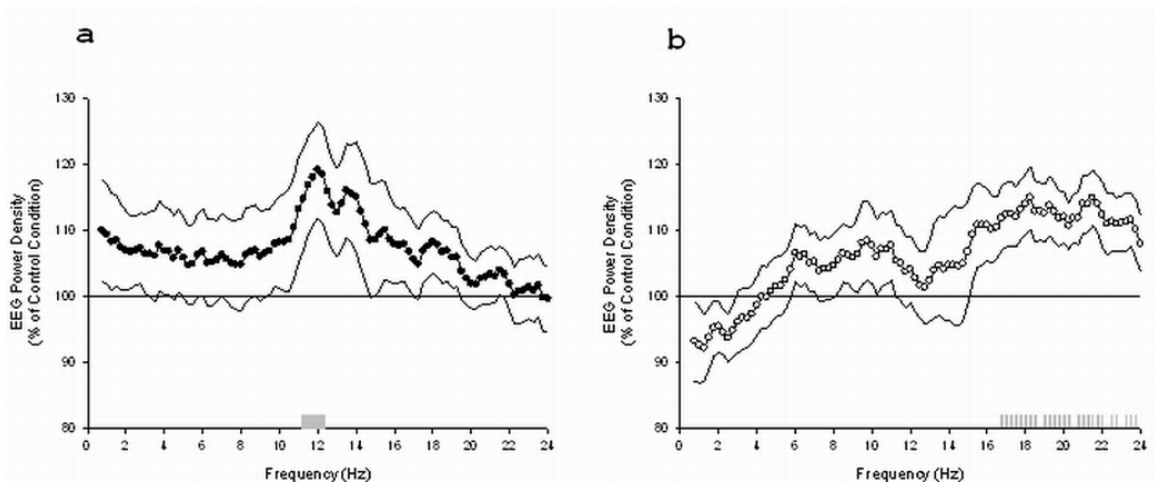 a
130
120
110
100
90
80
0 2 4 6 8 10 12 14 16 18 20 22 24
EEG Power Density
(% of Control Condition)
Frequency (Hz)
b
130
120
110
100
90
80
0 2 4 6 8 10 12 14 16 18 20 22 24
EEG Power Density
(% of Control Condition)
Frequency (Hz)